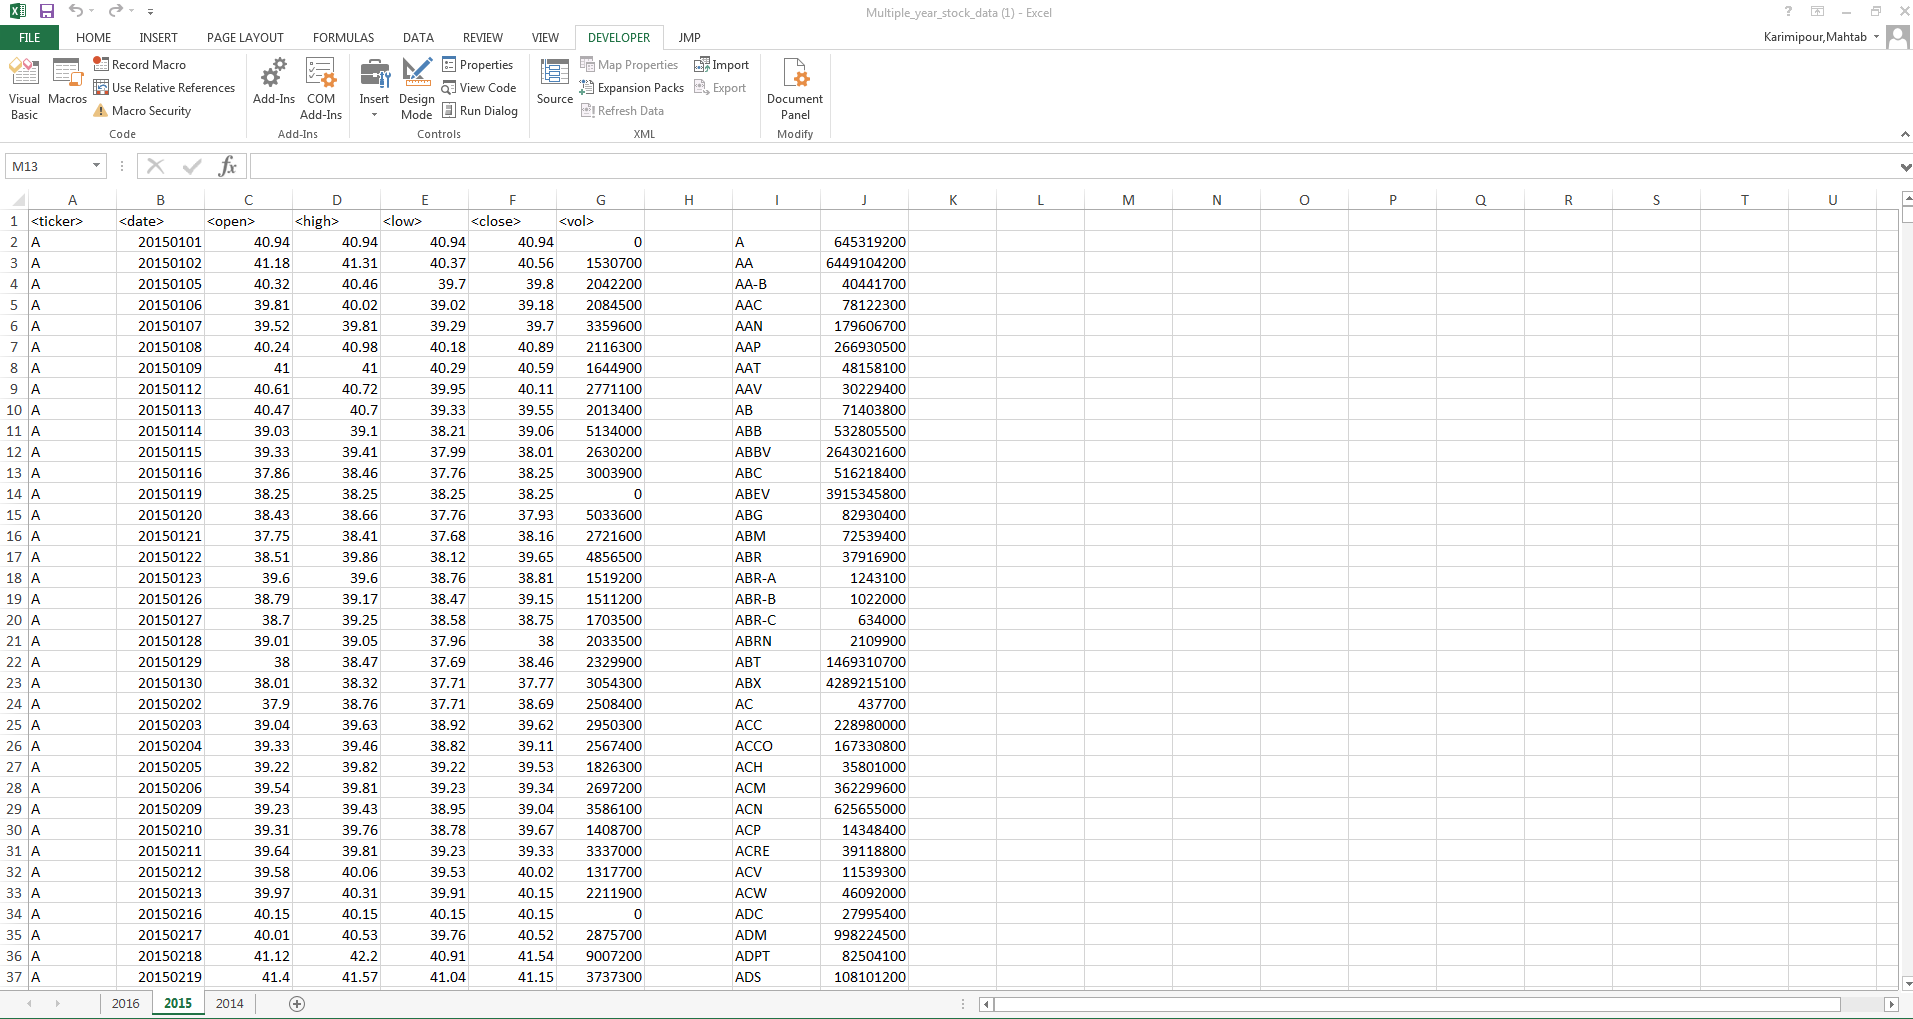 Multiple_year_stock_data (1) - Excel
?
FILE HOME INSERT PAGE LAYOUT FORMULAS DATA REVIEW VIEW DEVELOPER JMP Karimipour,Mahtab
Visual Basic
Macros
Record Macro
Use Relative References
Macro Security
Code
Add-Ins
COM Add-Ins
Add-Ins
Insert
Design Mode
Properties
View Code
Run Dialog
Controls
Source
Map Properties
Expansion Packs
Refresh Data
Import
Export
XML
Document Panel
Modify
M13 fx
A B C D E F G H I J K L M N O P Q R S T U
1 <ticker> <date> <open> <high> <low> <close> <vol>
2 A 20150101 40.94 40.94 40.94 40.94 0 A 645319200
3 A 20150102 41.18 41.31 40.37 40.56 1530700 AA 6449104200
4 A 20150105 40.32 40.46 39.7 39.8 2042200 AA-B 40441700
5 A 20150106 39.81 40.02 39.02 39.18 2084500 AAC 78122300
6 A 20150107 39.52 39.81 39.29 39.7 3359600 AAN 179606700
7 A 20150108 40.24 40.98 40.18 40.89 2116300 AAP 266930500
8 A 20150109 41 41 40.29 40.59 1644900 AAT 48158100
9 A 20150112 40.61 40.72 39.95 40.11 2771100 AAV 30229400
10 A 20150113 40.47 40.7 39.33 39.55 2013400 AB 71403800
11 A 20150114 39.03 39.1 38.21 39.06 5134000 ABB 532805500
12 A 20150115 39.33 39.41 37.99 38.01 2630200 ABBV 2643021600
13 A 20150116 37.86 38.46 37.76 38.25 3003900 ABC 516218400
14 A 20150119 38.25 38.25 38.25 38.25 0 ABEV 3915345800
15 A 20150120 38.43 38.66 37.76 37.93 5033600 ABG 82930400
16 A 20150121 37.75 38.41 37.68 38.16 2721600 ABM 72539400
17 A 20150122 38.51 39.86 38.12 39.65 4856500 ABR 37916900
18 A 20150123 39.6 39.6 38.76 38.81 1519200 ABR-A 1243100
19 A 20150126 38.79 39.17 38.47 39.15 1511200 ABR-B 1022000
20 A 20150127 38.7 39.25 38.58 38.75 1703500 ABR-C 634000
21 A 20150128 39.01 39.05 37.96 38 2033500 ABRN 2109900
22 A 20150129 38 38.47 37.69 38.46 2329900 ABT 1469310700
23 A 20150130 38.01 38.32 37.71 37.77 3054300 ABX 4289215100
24 A 20150202 37.9 38.76 37.71 38.69 2508400 AC 437700
25 A 20150203 39.04 39.63 38.92 39.62 2950300 ACC 228980000
26 A 20150204 39.33 39.46 38.82 39.11 2567400 ACCO 167330800
27 A 20150205 39.22 39.82 39.22 39.53 1826300 ACH 35801000
28 A 20150206 39.54 39.81 39.23 39.34 2697200 ACM 362299600
29 A 20150209 39.23 39.43 38.95 39.04 3586100 ACN 625655000
30 A 20150210 39.31 39.76 38.78 39.67 1408700 ACP 14348400
31 A 20150211 39.64 39.81 39.23 39.33 3337000 ACRE 39118800
32 A 20150212 39.58 40.06 39.53 40.02 1317700 ACV 11539300
33 A 20150213 39.97 40.31 39.91 40.15 2211900 ACW 46092000
34 A 20150216 40.15 40.15 40.15 40.15 0 ADC 27995400
35 A 20150217 40.01 40.53 39.76 40.52 2875700 ADM 998224500
36 A 20150218 41.12 42.2 40.91 41.54 9007200 ADPT 82504100
37 A 20150219 41.4 41.57 41.04 41.15 3737300 ADS 108101200
2016 2015 2014